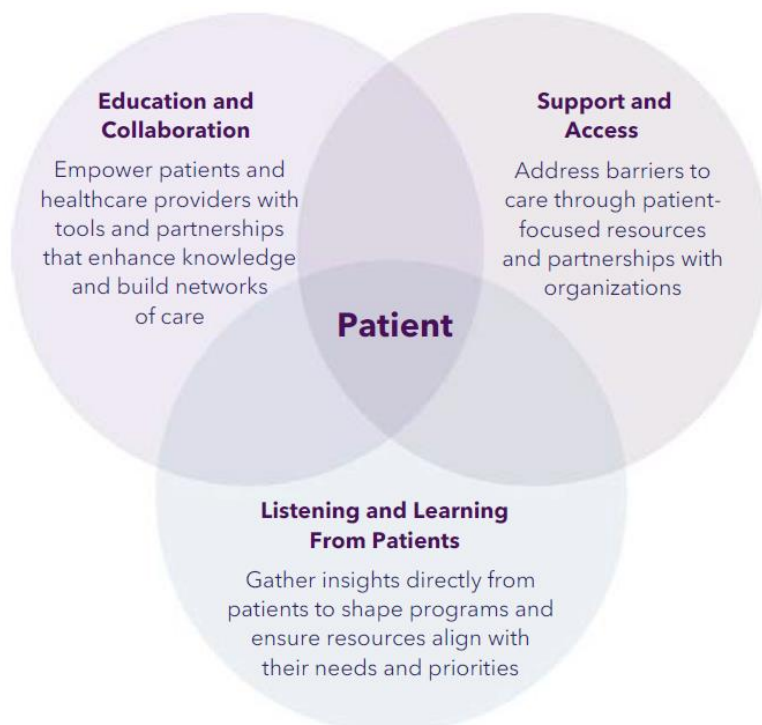 Education and
Collaboration
Empower patients and
healthcare providers with
tools and partnerships
that enhance knowledge
and build networks
of care
Support and
Access
Address barriers to
care through patient-
focused resources
and partnerships with
organizations
Patient
Listening and Learning
From Patients
Gather insights directly from
patients to shape programs and
ensure resources align with
their needs and priorities